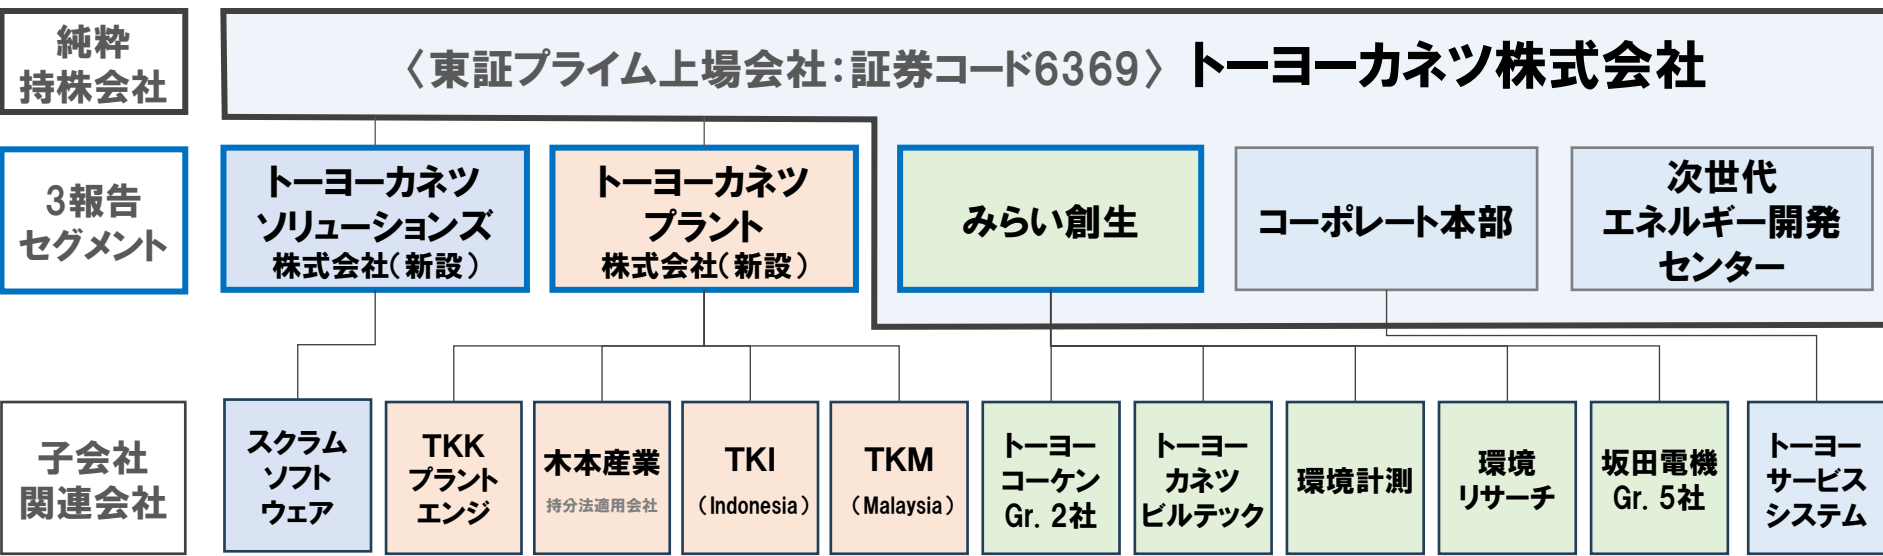 純粋
持株会社
〈東証プライム上場会社：証券コード6369〉トーヨーカネツ株式会社
3報告
セグメント
トーヨーカネツ
ソリューションズ
株式会社（新設）
トーヨーカネツ
プラント
株式会社（新設）
みらい創生
コーポレート本部
次世代
エネルギー開発
センター
子会社
関連会社
スクラム
ソフト
ウェア
TKK
プラント
エンジ
木本産業
持分法適用会社
TKI
（Indonesia）
TKM
（Malaysia）
トーヨー
コーケン
Gr. 2社
トーヨー
カネツ
ビルテック
環境計測
環境
リサーチ
坂田電機
Gr. 5社
トーヨー
サービス
システム